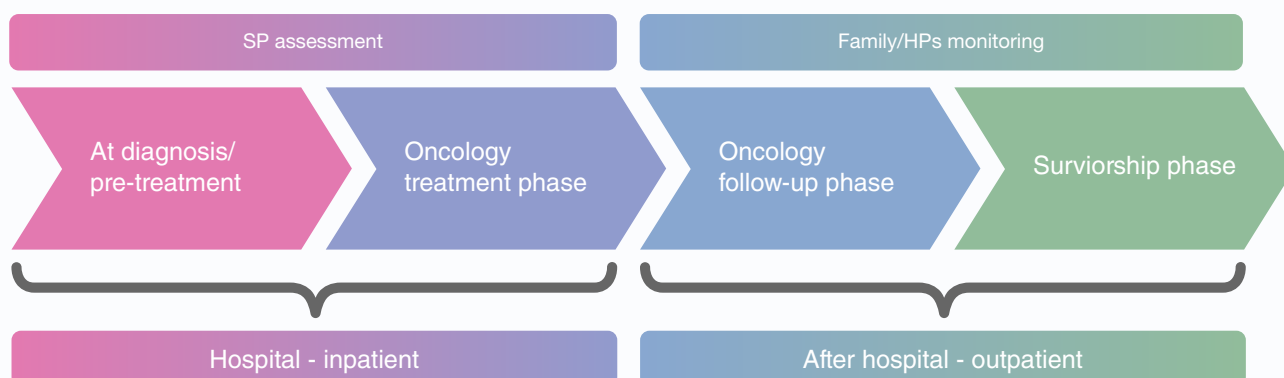 SP assessment
Family/HPs monitoring
At diagnosis/
pre-treatment
Oncology
treatment phase
Oncology
follow-up phase
Surviorship phase
Hospital - inpatient
After hospital - outpatient